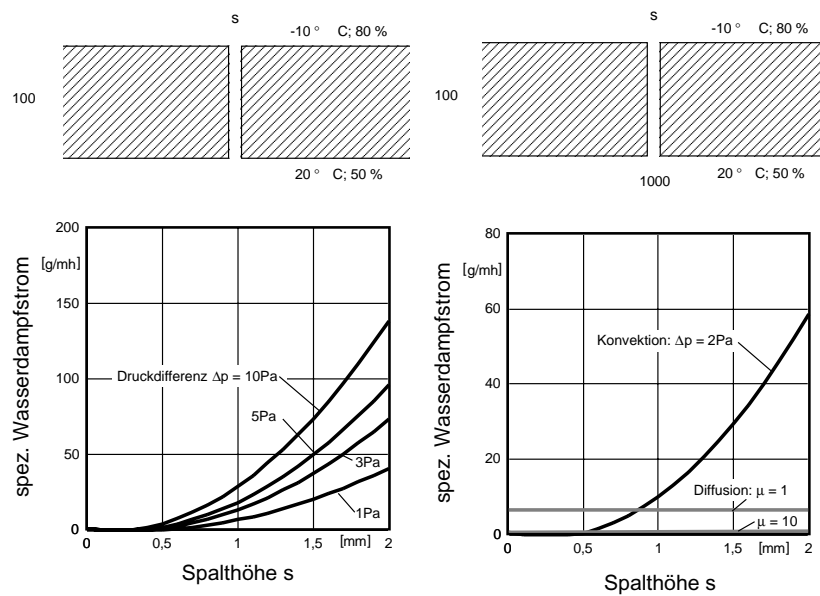 s
-10 ° C; 80 %
100
20 ° C; 50 %
s
-10 ° C; 80 %
100
1000
20 ° C; 50 %
spez. Wasserdampfstrom
200
[g/mh]
150
100
50
0
Druckdifferenz Δp = 10Pa
5Pa
3Pa
1Pa
0
0,5
1
1,5
[mm]
2
Spalthöhe s
spez. Wasserdampfstrom
80
[g/mh]
60
40
20
0
Konvektion: Δp = 2Pa
Diffusion: μ = 1
μ = 10
0
0,5
1
1,5
[mm]
2
Spalthöhe s